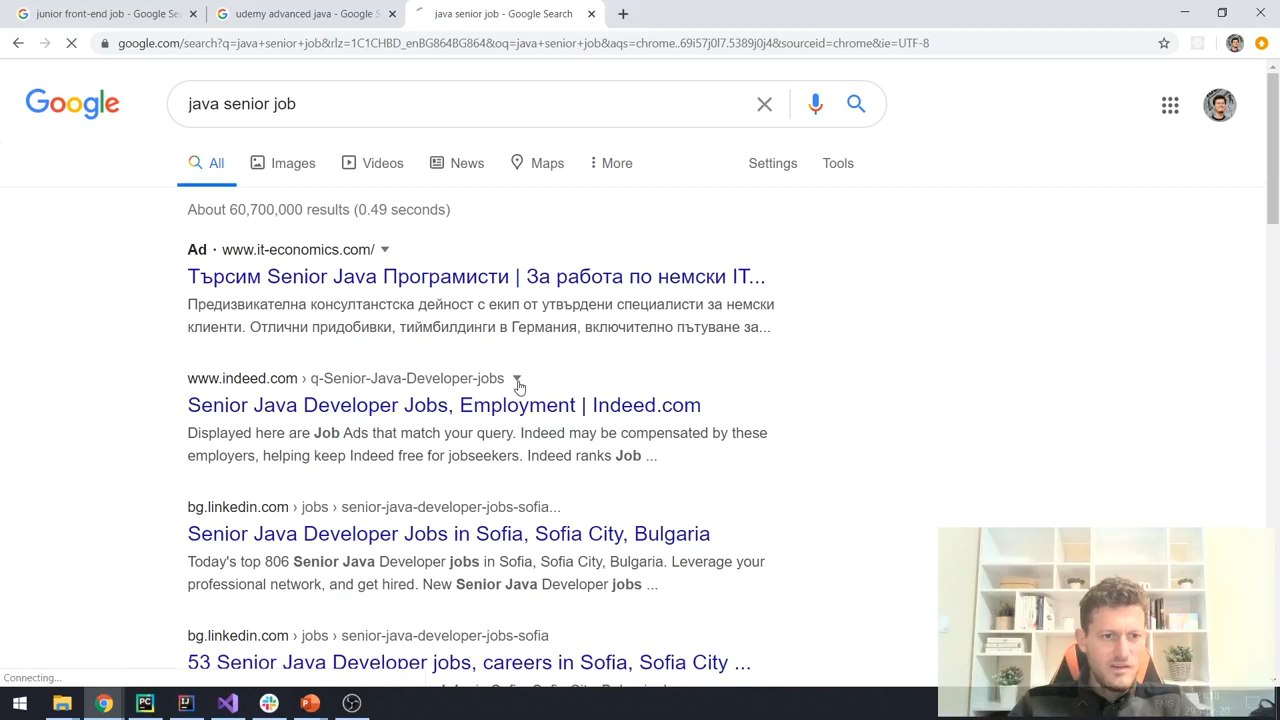 junior front-end job - Google Se
udemy advanced java - Google S
java senior job - Google Search
google.com/search?q=java+senior+job&rlz=1C1CHBD_enBG864BG864&oq=java+senior+job&aqs=chrome..69i57j0l7.5389j0j4&sourceid=chrome&ie=UTF-8
Google
java senior job
All
Images
Videos
News
Maps
More
Settings
Tools
About 60,700,000 results (0.49 seconds)
Ad · www.it-economics.com/
Търсим Senior Java Програмисти | За работа по немски IT...
Предизвикателна консултантска дейност с екип от утвърдени специалисти за немски
клиенти. Отлични придобивки, тиймбилдинги в Германия, включително пътуване за...
www.indeed.com › q-Senior-Java-Developer-jobs
Senior Java Developer Jobs, Employment | Indeed.com
Displayed here are Job Ads that match your query. Indeed may be compensated by these
employers, helping keep Indeed free for jobseekers. Indeed ranks Job ...
bg.linkedin.com › jobs › senior-java-developer-jobs-sofia...
Senior Java Developer Jobs in Sofia, Sofia City, Bulgaria
Today's top 806 Senior Java Developer jobs in Sofia, Sofia City, Bulgaria. Leverage your
professional network, and get hired. New Senior Java Developer jobs ...
bg.linkedin.com › jobs › senior-java-developer-jobs-sofia
53 Senior Java Developer jobs, careers in Sofia, Sofia City ...
Connecting...
ENG